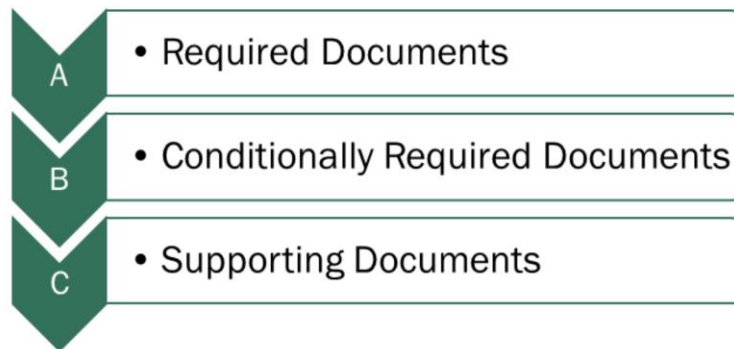 A
• Required Documents
B
• Conditionally Required Documents
C
• Supporting Documents